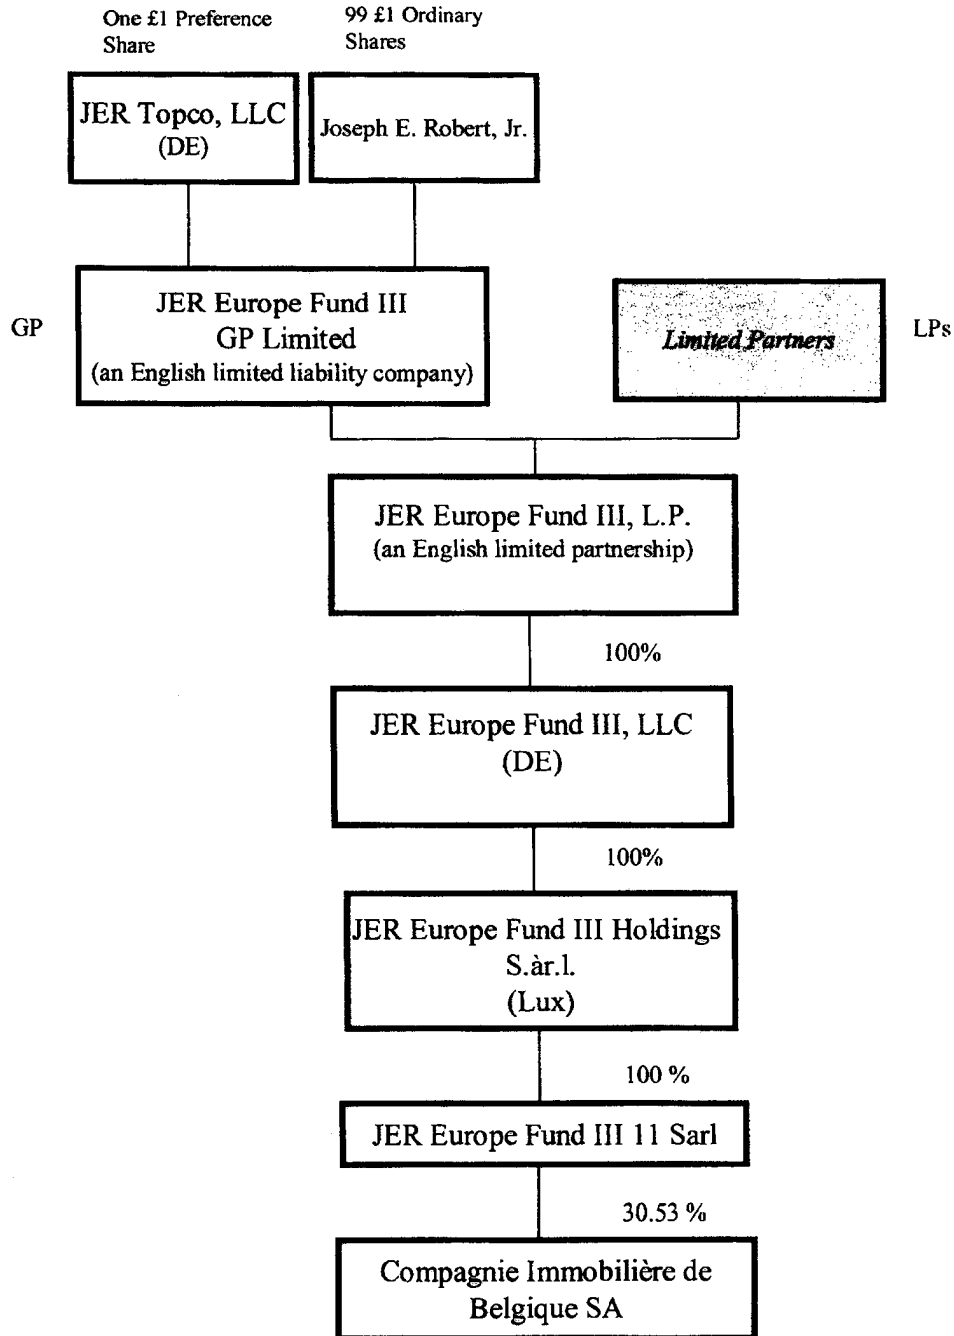 One £1 Preference
Share
99 £1 Ordinary
Shares
JER Topco, LLC
(DE)
Joseph E. Robert, Jr.
GP
JER Europe Fund III
GP Limited
(an English limited liability company)
Limited Partners
LPs
JER Europe Fund III, L.P.
(an English limited partnership)
100%
JER Europe Fund III, LLC
(DE)
100%
JER Europe Fund III Holdings
S.àr.l.
(Lux)
100 %
JER Europe Fund III 11 Sarl
30.53 %
Compagnie Immobilière de
Belgique SA